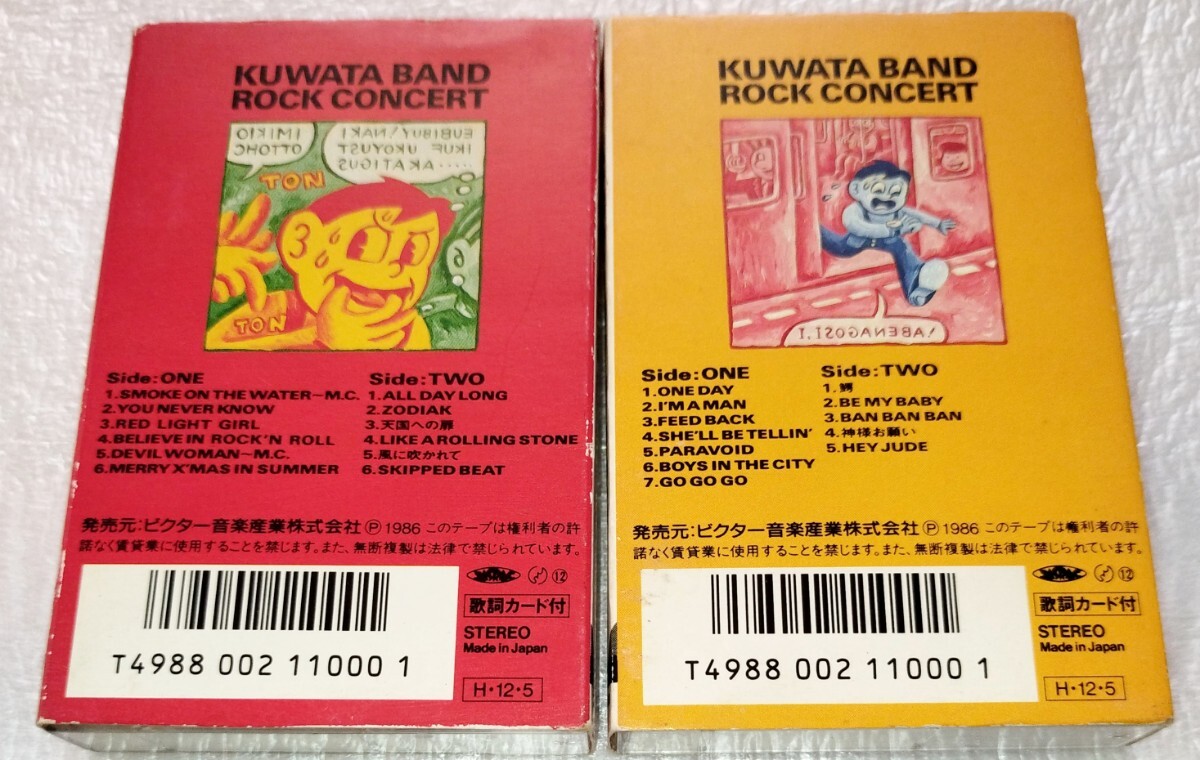 KUWATA BAND
ROCK CONCERT
IMIKIO
OTTOHC
EUBIBUY!NAKI
IKUF UKOYUST
....AKATIGUS
TON
TON
Side:ONE
1.SMOKE ON THE WATER~M.C.
2.YOU NEVER KNOW
3.RED LIGHT GIRL
4.BELIEVE IN ROCK'N ROLL
5.DEVIL WOMAN~M.C.
6.MERRY X'MAS IN SUMMER
Side:TWO
1.ALL DAY LONG
2.ZODIAK
3.天国への扉
4.LIKE A ROLLING STONE
5.風に吹かれて
6.SKIPPED BEAT
発売元:ビクター音楽産業株式会社 Ⓟ 1986 このテープは権利者の許
諾なく賃貸業に使用することを禁じます。また、無断複製は法律で禁じられています。
⑫
歌詞カード付
STEREO
Made in Japan
H・12・5
T4988 002 11000 1
KUWATA BAND
ROCK CONCERT
Side:ONE
1.ONE DAY
2.I'M A MAN
3.FEED BACK
4.SHE'LL BE TELLIN'
5.PARAVOID
6.BOYS IN THE CITY
7.GO GO GO
Side:TWO
1.鰐
2.BE MY BABY
3.BAN BAN BAN
4.神様お願い
5.HEY JUDE
発売元:ビクター音楽産業株式会社 Ⓟ 1986 このテープは権利者の許
諾なく賃貸業に使用することを禁じます。また、無断複製は法律で禁じられています。
⑫
歌詞カード付
STEREO
Made in Japan
H・12・5
T4988 002 11000 1